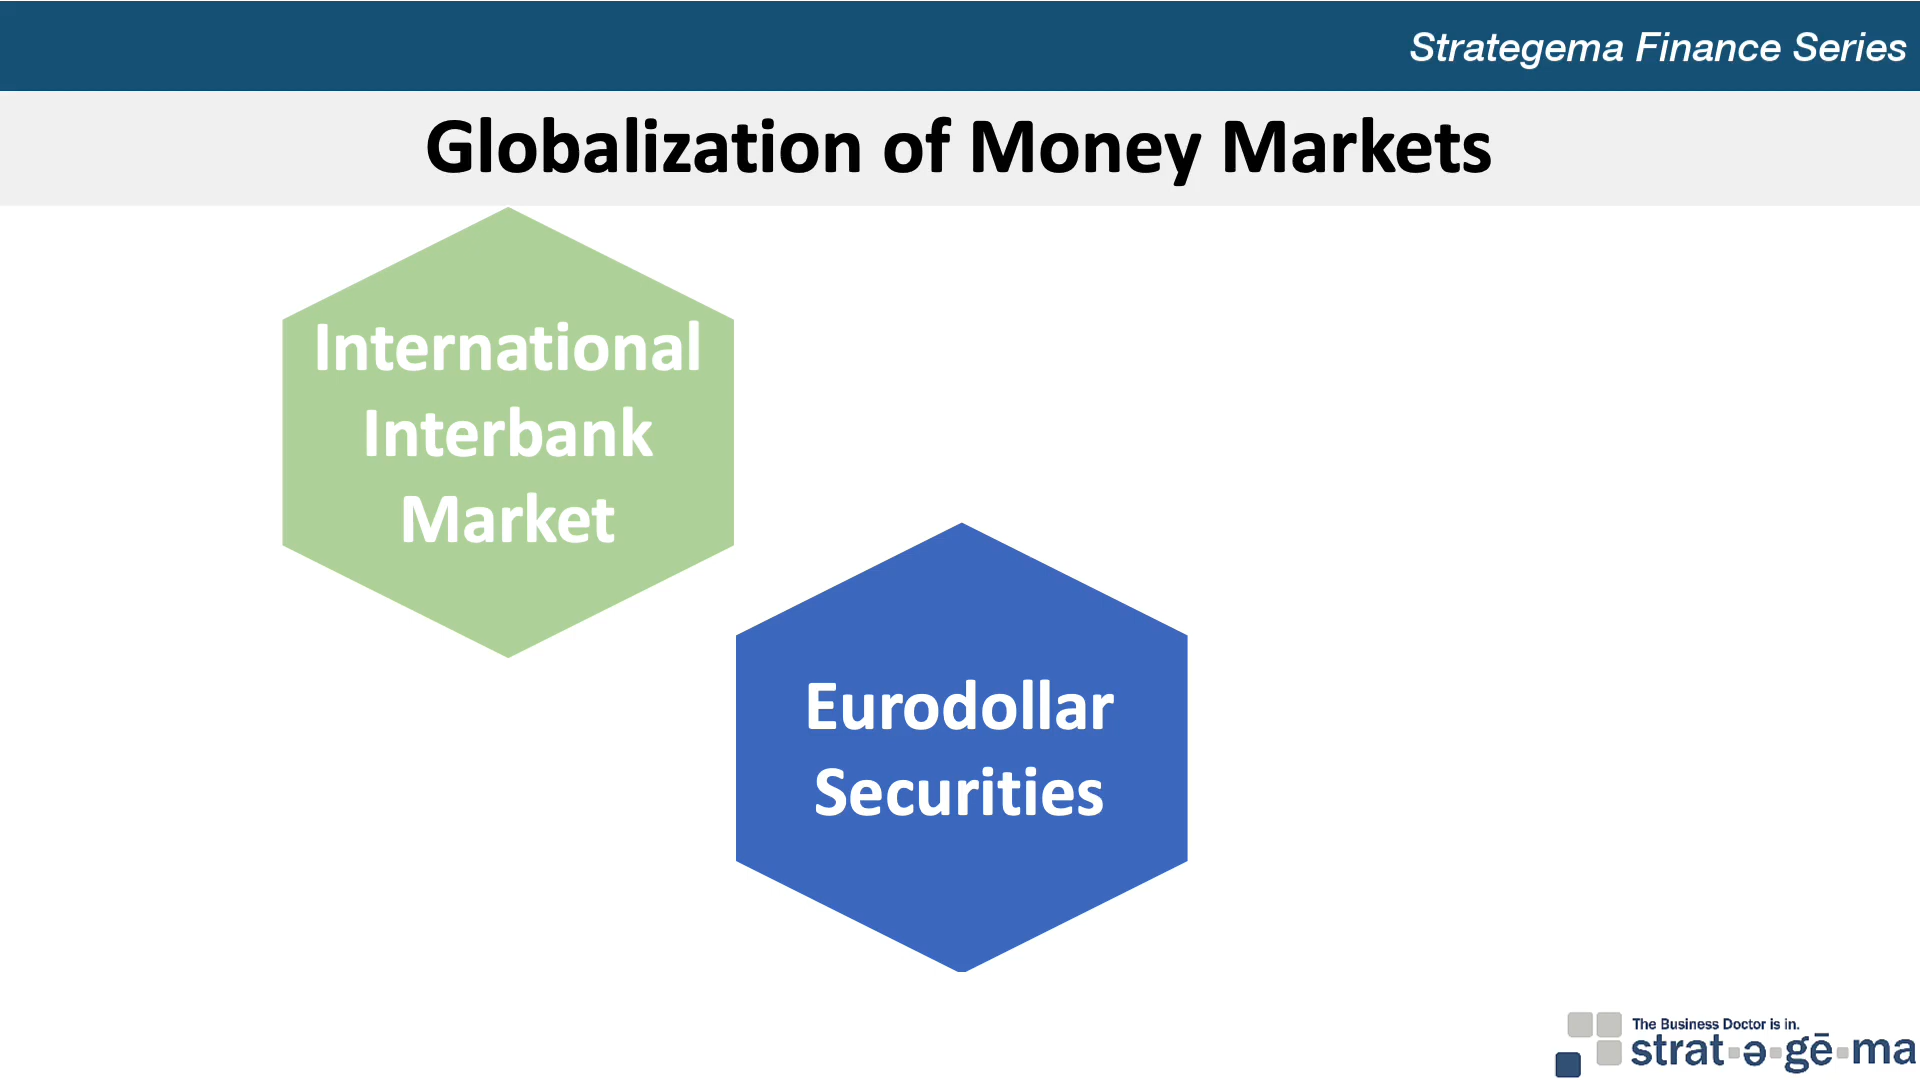 Strategema Finance Series
Globalization of Money Markets
International
Interbank
Market
Eurodollar
Securities
The Business Doctor is in.
strat·ə·gē·ma